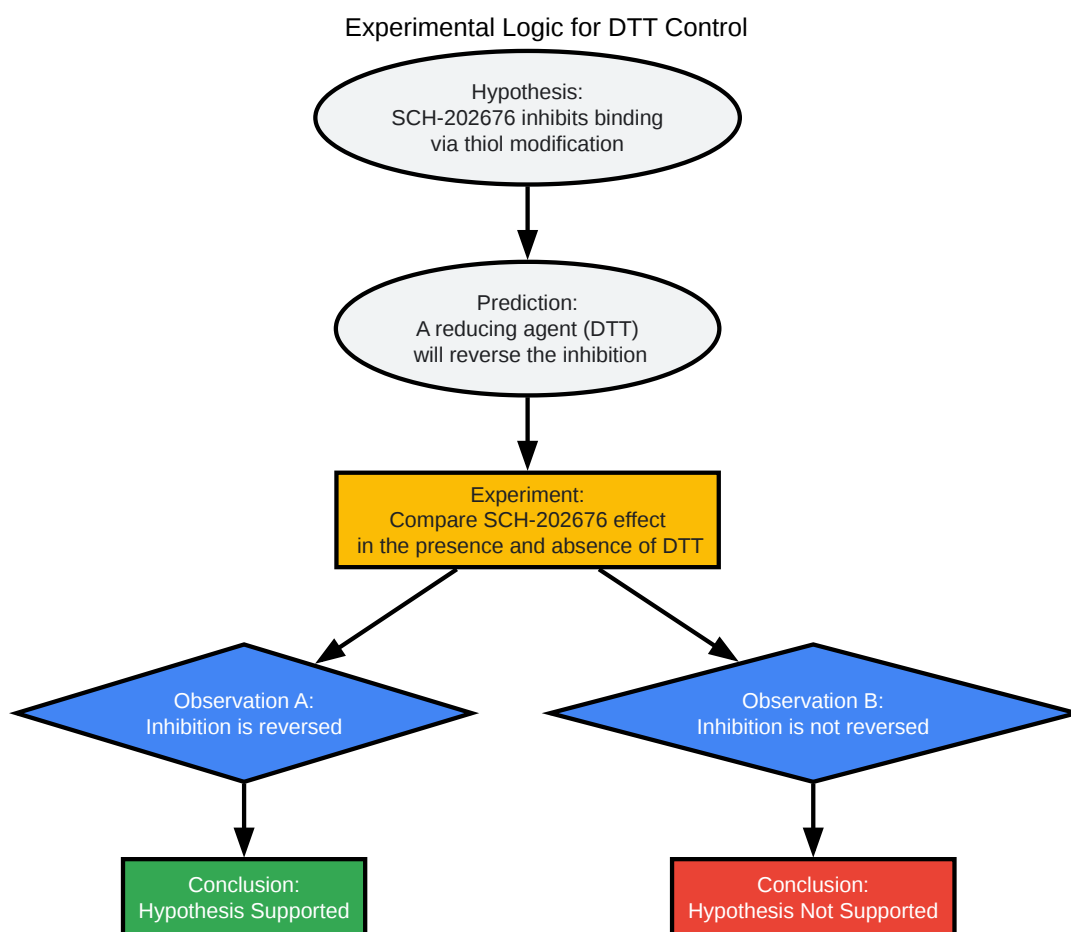 Experimental Logic for DTT Control
Hypothesis:
SCH-202676 inhibits binding
via thiol modification
Prediction:
A reducing agent (DTT)
will reverse the inhibition
Experiment:
Compare SCH-202676 effect
in the presence and absence of DTT
Observation A:
Inhibition is reversed
Observation B:
Inhibition is not reversed
Conclusion:
Hypothesis Supported
Conclusion:
Hypothesis Not Supported